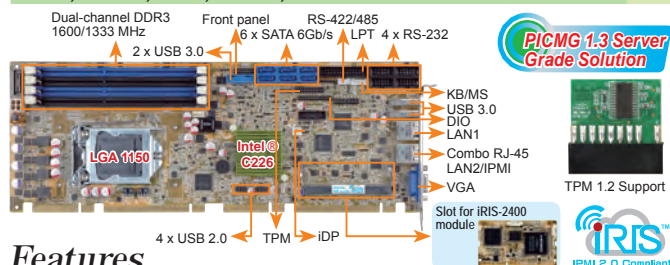 Dual-channel DDR3
1600/1333 MHz
Front panel
RS-422/485
2 x USB 3.0
6 x SATA 6Gb/s
LPT
4 x RS-232
PICMG 1.3 Server
Grade Solution
KB/MS
USB 3.0
DIO
LAN1
Combo RJ-45
LAN2/IPMI
VGA
LGA 1150
Intel ®
C226
TPM 1.2 Support
Slot for iRIS-2400
module
4 x USB 2.0
TPM
iDP
iRIS™
IPMI 2.0 Compliant
Features